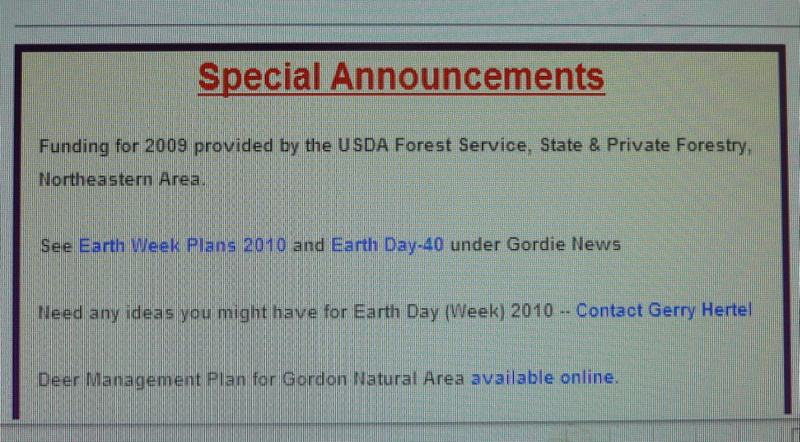 Special Announcements
Funding for 2009 provided by the USDA Forest Service, State & Private Forestry,
Northeastern Area.
See Earth Week Plans 2010 and Earth Day-40 under Gordie News
Need any ideas you might have for Earth Day (Week) 2010 -- Contact Gerry Hertel
Deer Management Plan for Gordon Natural Area available online.